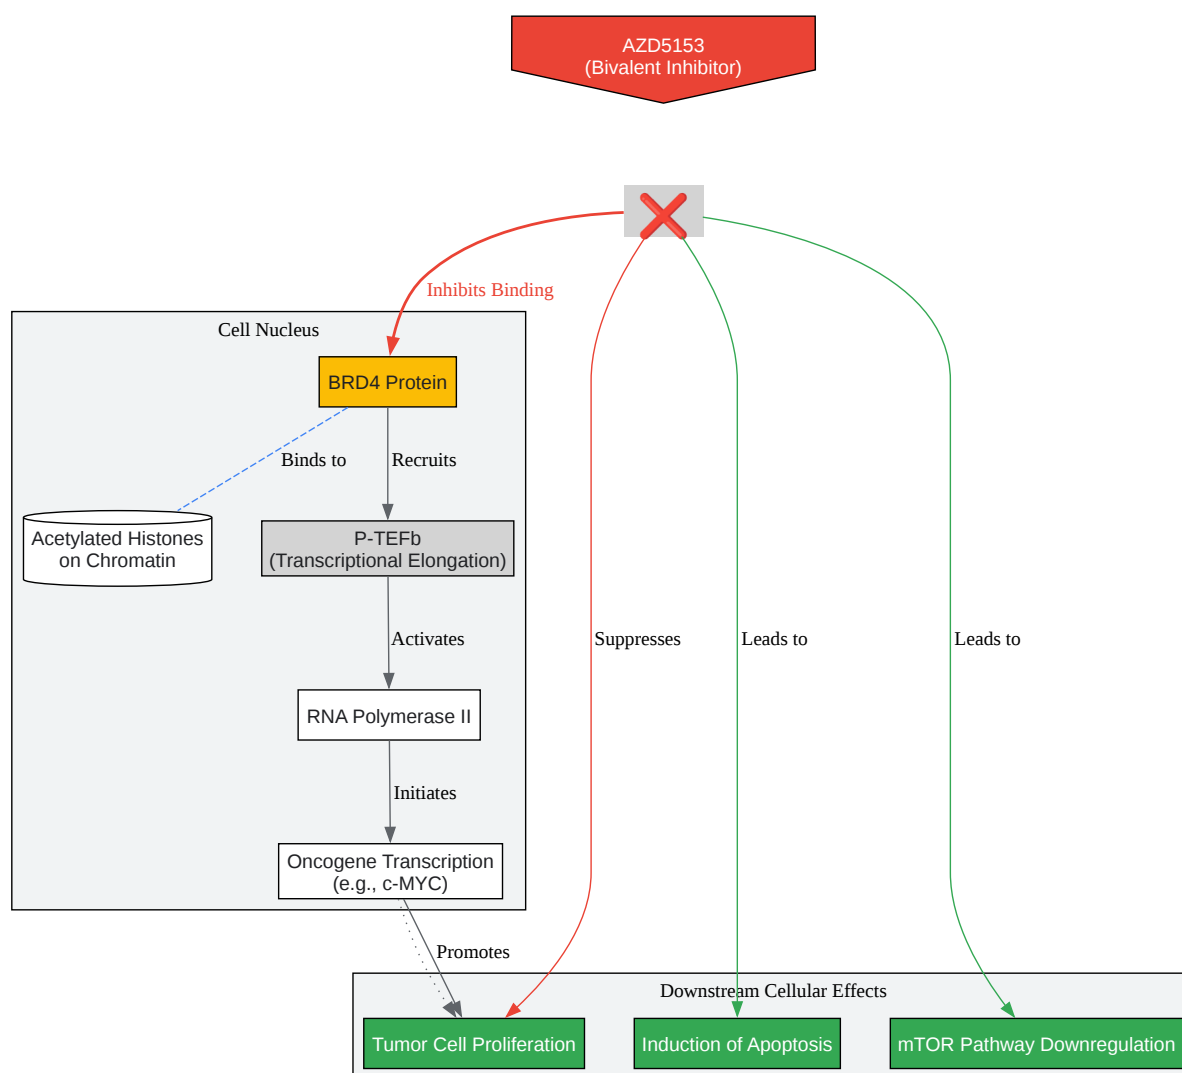 AZD5153
(Bivalent Inhibitor)
Inhibits Binding
Cell Nucleus
BRD4 Protein
Binds to
Recruits
Acetylated Histones
on Chromatin
P-TEFb
(Transcriptional Elongation)
Activates
Suppresses
Leads to
Leads to
RNA Polymerase II
Initiates
Oncogene Transcription
(e.g., c-MYC)
Promotes
Downstream Cellular Effects
Tumor Cell Proliferation
Induction of Apoptosis
mTOR Pathway Downregulation